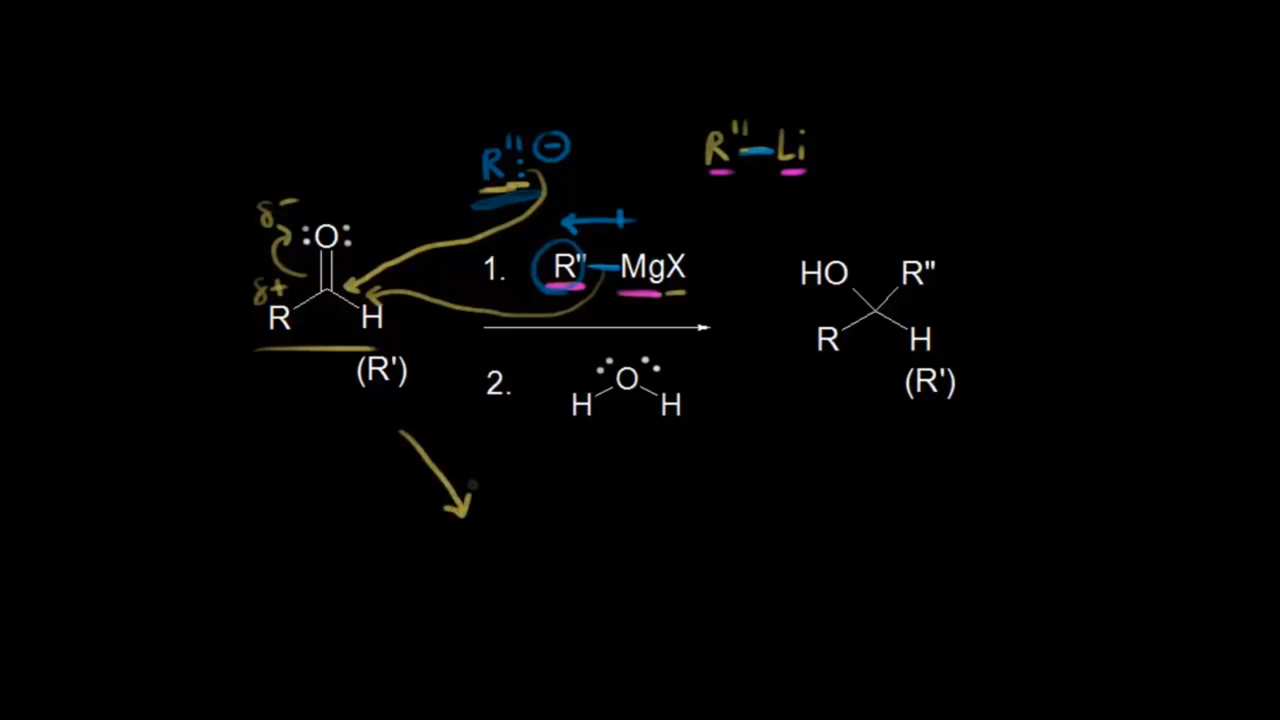 R" : ⊖
R" — Li
δ-
:O:
1. R" — MgX
δ+
R H
(R')
HO R"
R H
(R')
2. H O H